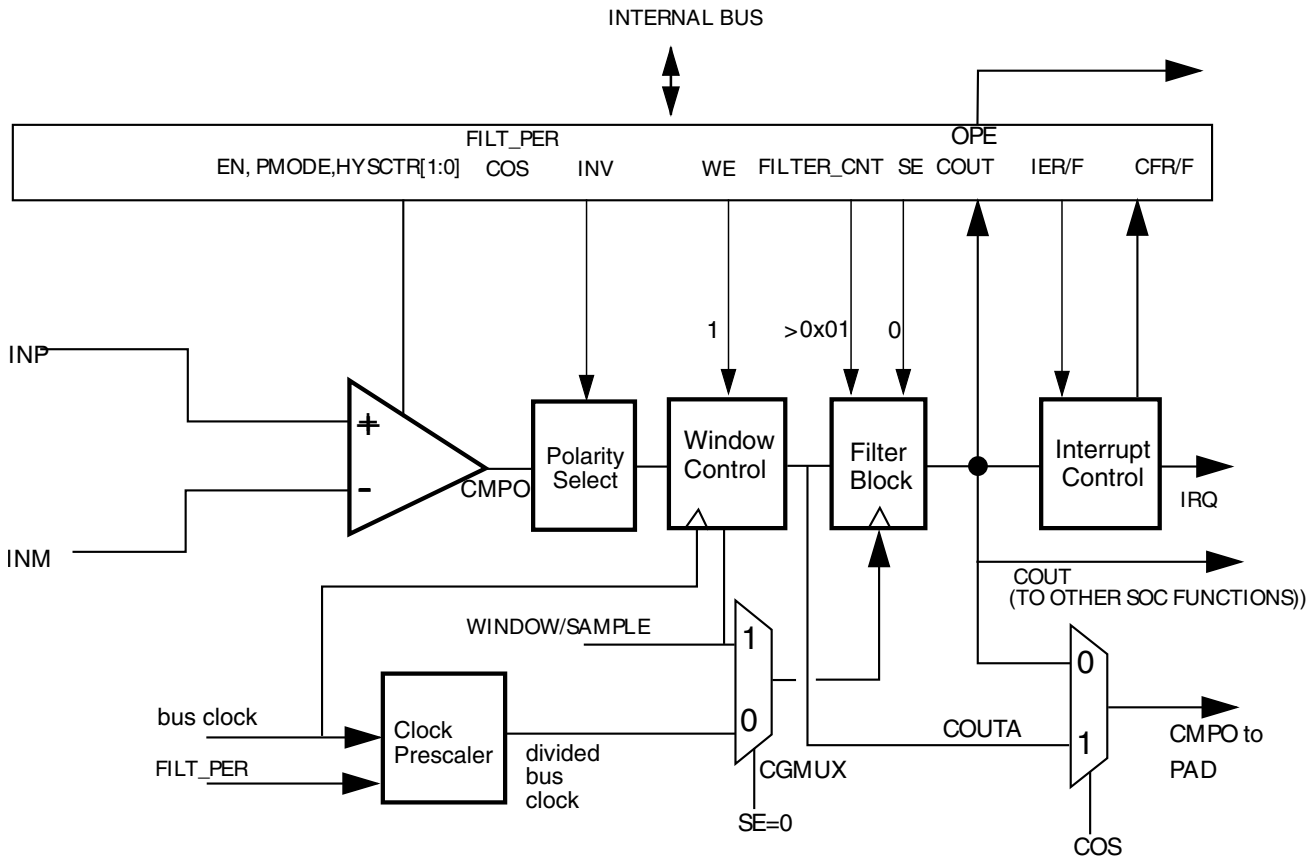 INTERNAL BUS
FILT_PER
OPE
EN, PMODE,HYSCTR[1:0] COS INV WE FILTER_CNT SE COUT IER/F CFR/F
1 >0x01 0
INP
+
-
CMPO
Polarity
Select
Window
Control
Filter
Block
Interrupt
Control
IRQ
INM
COUT
(TO OTHER SOC FUNCTIONS))
WINDOW/SAMPLE
1
0
0
1
bus clock
FILT_PER
Clock
Prescaler
divided
bus
clock
CGMUX
SE=0
COUTA
CMPO to
PAD
COS